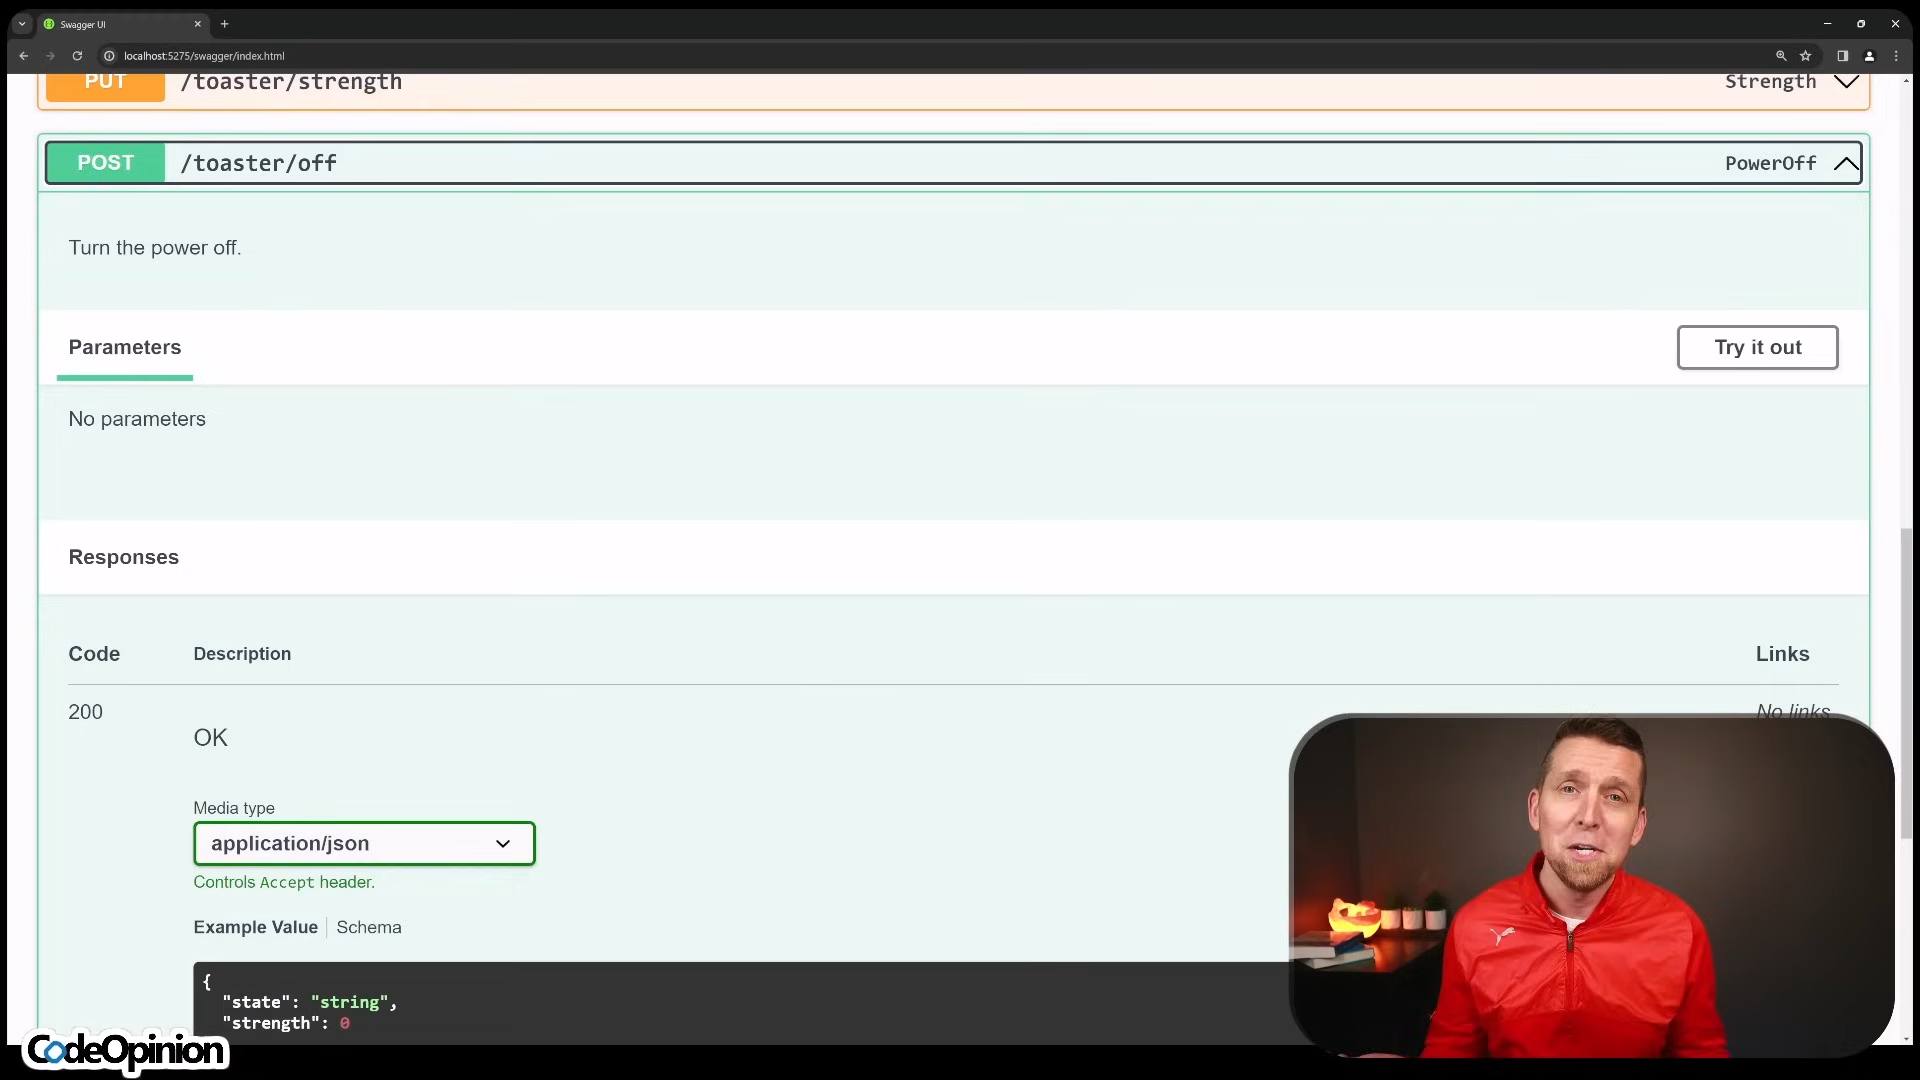 Swagger UI
localhost:5275/swagger/index.html
PUT /toaster/strength Strength
POST /toaster/off PowerOff
Turn the power off.
Parameters
Try it out
No parameters
Responses
Code Description Links
200 No links
OK
Media type
application/json
Controls Accept header.
Example Value Schema
{
"state": "string",
"strength": 0
CodeOpinion